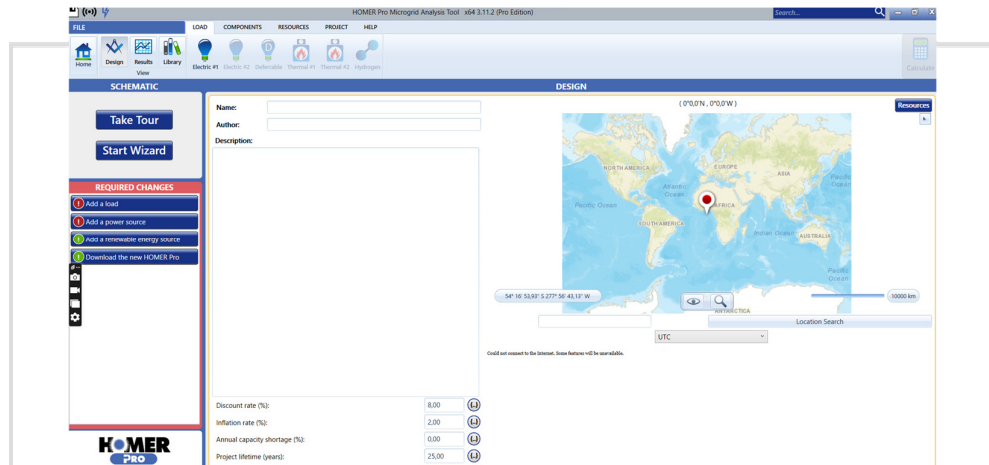 HOMER Pro Microgrid Analysis Tool x64 3.11.2 (Pro Edition)
Search...
FILE
LOAD COMPONENTS RESOURCES PROJECT HELP
Home
Design
Results
Library
View
Electric #1
Electric #2
Deferrable
Thermal #1
Thermal #2
Hydrogen
Calculate
SCHEMATIC
DESIGN
Take Tour
Start Wizard
REQUIRED CHANGES
Add a load
Add a power source
Add a renewable energy source
Download the new HOMER Pro
HOMER
PRO
Name:
Author:
Description:
Discount rate (%): 8,00 {..}
Inflation rate (%): 2,00 {..}
Annual capacity shortage (%): 0,00 {..}
Project lifetime (years): 25,00 {..}
( 0°0,0'N , 0°0,0'W )
Resources
NORTH AMERICA
EUROPE
ASIA
Atlantic
Ocean
Pacific
Ocean
Pacific Ocean
AFRICA
SOUTH AMERICA
Indian Ocean
AUSTRALIA
Pacific
Ocean
ANTARCTICA
54° 16' 53,93" S 277° 56' 43,13" W
10000 km
Location Search
UTC
Could not connect to the Internet. Some features will be unavailable.